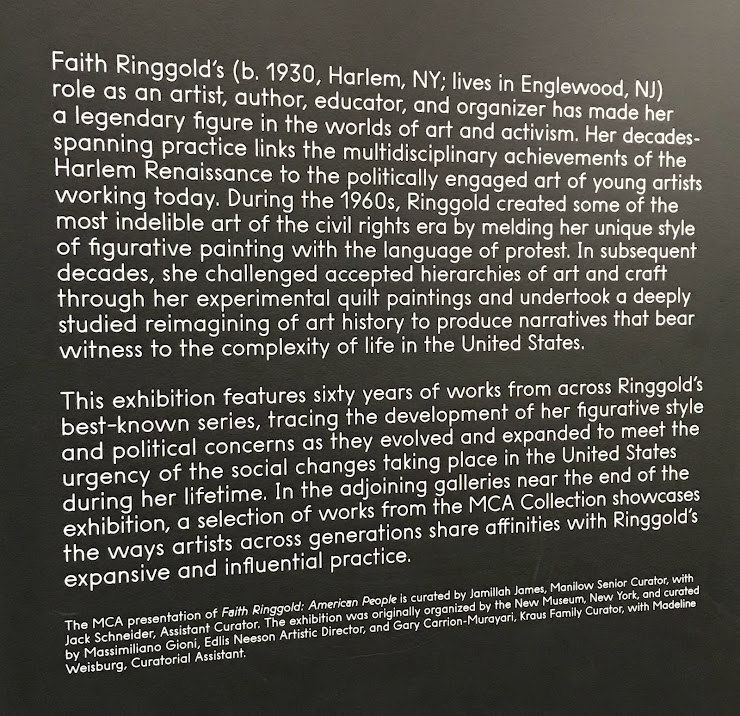 Faith Ringgold's (b. 1930, Harlem, NY; lives in Englewood, NJ)
role as an artist, author, educator, and organizer has made her
a legendary figure in the worlds of art and activism. Her decades-
spanning practice links the multidisciplinary achievements of the
Harlem Renaissance to the politically engaged art of young artists
working today. During the 1960s, Ringgold created some of the
most indelible art of the civil rights era by melding her unique style
of figurative painting with the language of protest. In subsequent
decades, she challenged accepted hierarchies of art and craft
through her experimental quilt paintings and undertook a deeply
studied reimagining of art history to produce narratives that bear
witness to the complexity of life in the United States.

This exhibition features sixty years of works from across Ringgold's
best-known series, tracing the development of her figurative style
and political concerns as they evolved and expanded to meet the
urgency of the social changes taking place in the United States
during her lifetime. In the adjoining galleries near the end of the
exhibition, a selection of works from the MCA Collection showcases
the ways artists across generations share affinities with Ringgold's
expansive and influential practice.

The MCA presentation of Faith Ringgold: American People is curated by Jamillah James, Manilow Senior Curator, with
Jack Schneider, Assistant Curator. The exhibition was originally organized by the New Museum, New York, and curated
by Massimiliano Gioni, Edlis Neeson Artistic Director, and Gary Carrion-Murayari, Kraus Family Curator, with Madeline
Weisburg, Curatorial Assistant.